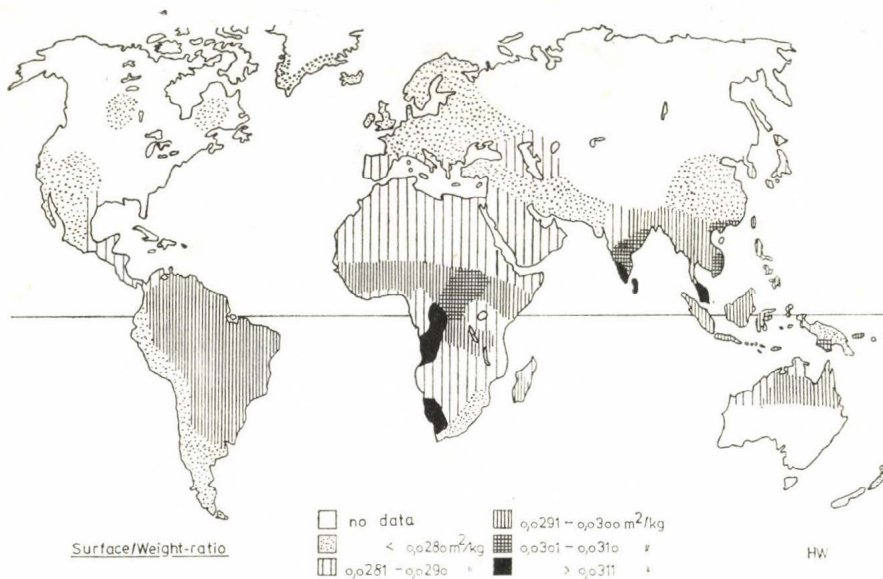 Surface/Weight-ratio
no data
< 0,0280 m²/kg
0,0281 - 0,0290 "
0,0291 - 0,0300 m²/kg
0,0301 - 0,0310 "
> 0,0311 "
HW